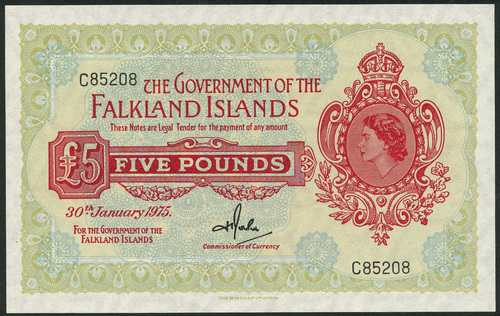 C85208
THE GOVERNMENT OF THE
FALKLAND ISLANDS
These Notes are Legal Tender for the payment of any amount
£5 FIVE POUNDS
30th January 1975.
FOR THE GOVERNMENT OF THE
FALKLAND ISLANDS
Commissioner of Currency
C85208